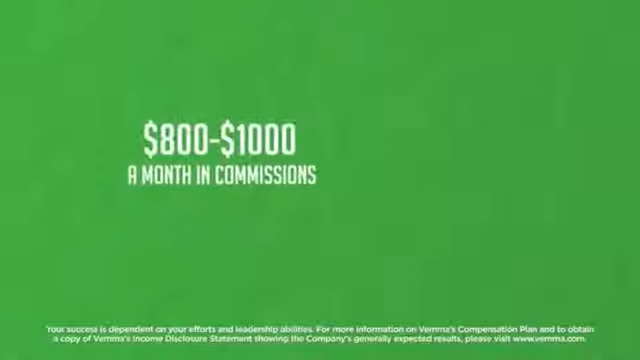 $800-$1000
A MONTH IN COMMISSIONS
Your success is dependent on your efforts and leadership abilities. For more information on Vemma's Compensation Plan and to obtain
a copy of Vemma's Income Disclosure Statement showing the Company's generally expected results, please visit www.vemma.com.